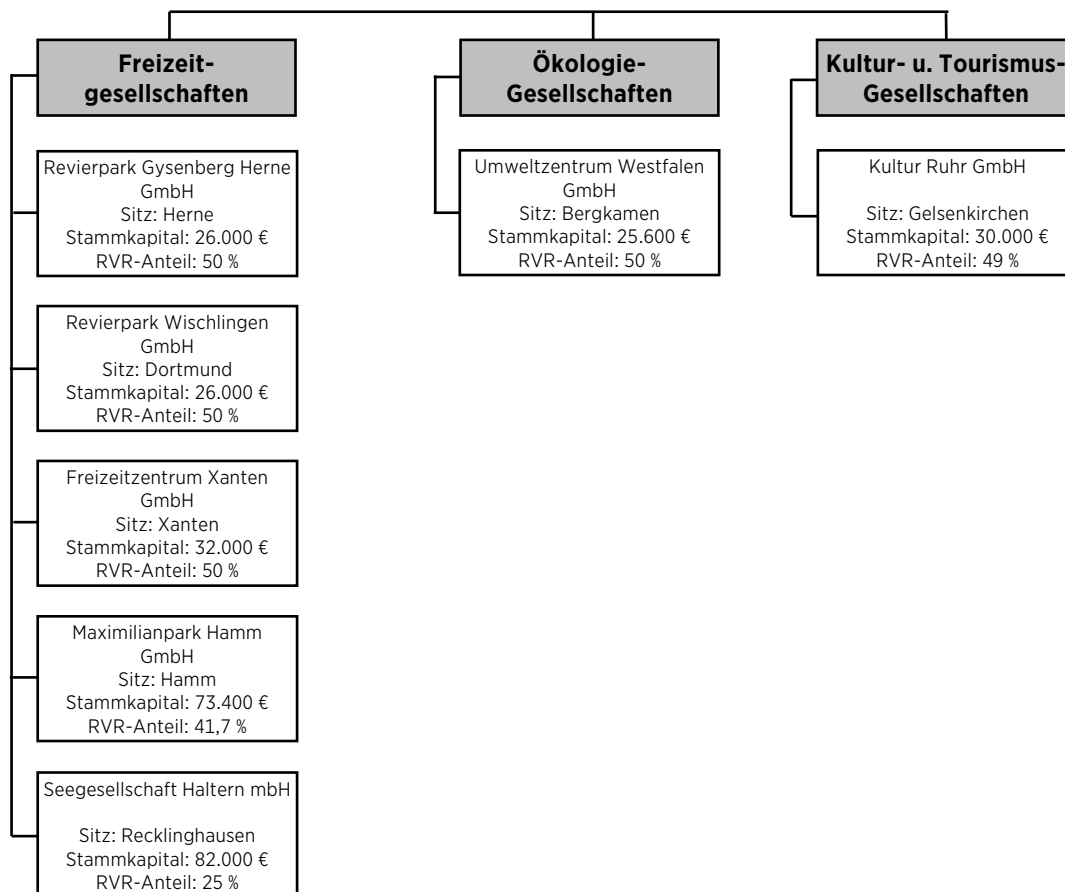 Freizeit-
gesellschaften
Revierpark Gysenberg Herne
GmbH
Sitz: Herne
Stammkapital: 26.000 €
RVR-Anteil: 50 %
Revierpark Wischlingen
GmbH
Sitz: Dortmund
Stammkapital: 26.000 €
RVR-Anteil: 50 %
Freizeitzentrum Xanten
GmbH
Sitz: Xanten
Stammkapital: 32.000 €
RVR-Anteil: 50 %
Maximilianpark Hamm
GmbH
Sitz: Hamm
Stammkapital: 73.400 €
RVR-Anteil: 41,7 %
Seegesellschaft Haltern mbH
Sitz: Recklinghausen
Stammkapital: 82.000 €
RVR-Anteil: 25 %
Ökologie-
Gesellschaften
Umweltzentrum Westfalen
GmbH
Sitz: Bergkamen
Stammkapital: 25.600 €
RVR-Anteil: 50 %
Kultur- u. Tourismus-
Gesellschaften
Kultur Ruhr GmbH
Sitz: Gelsenkirchen
Stammkapital: 30.000 €
RVR-Anteil: 49 %